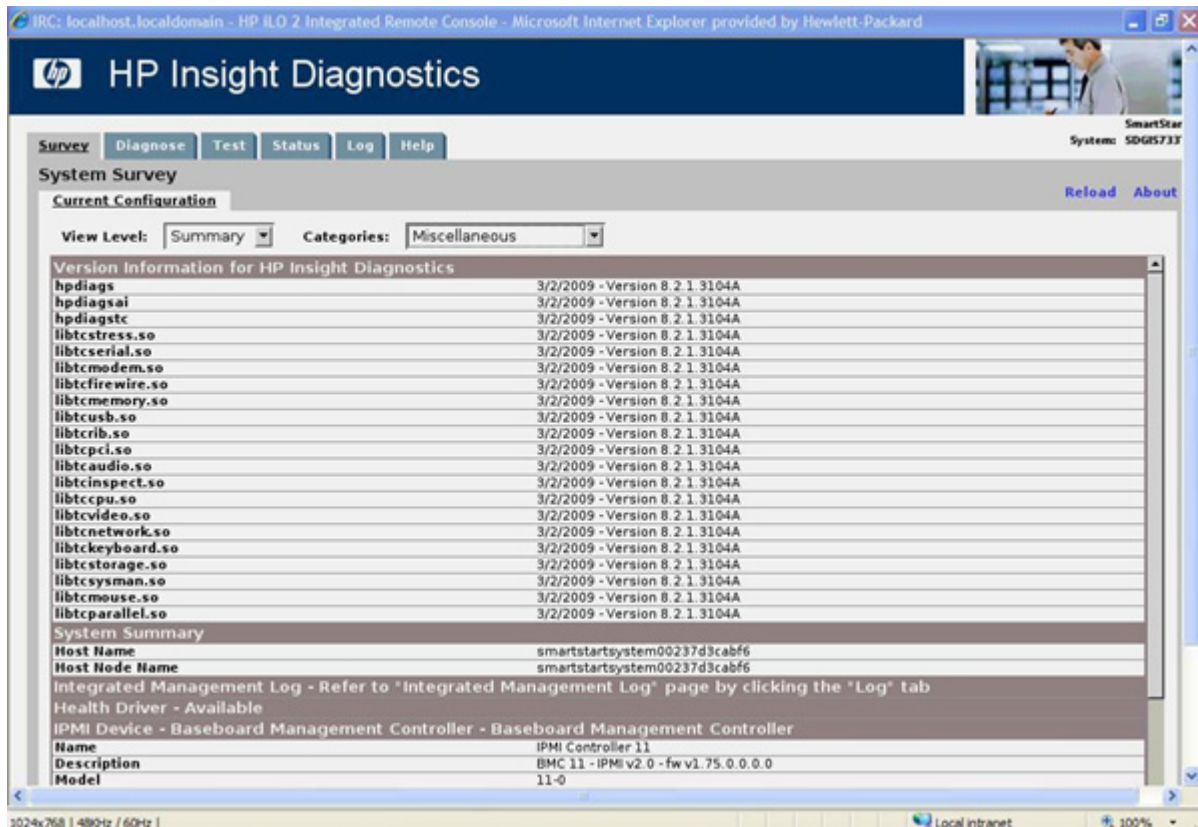 IRC: localhost.localdomain - HP iLO 2 Integrated Remote Console - Microsoft Internet Explorer provided by Hewlett-Packard
hp HP Insight Diagnostics
SmartStar
System: SDGIS733
Survey Diagnose Test Status Log Help
System Survey
Reload About
Current Configuration
View Level: Summary Categories: Miscellaneous
Version Information for HP Insight Diagnostics
hpdiags 3/2/2009 - Version 8.2.1.3104A
hpdiagsai 3/2/2009 - Version 8.2.1.3104A
hpdiagstc 3/2/2009 - Version 8.2.1.3104A
libtcstress.so 3/2/2009 - Version 8.2.1.3104A
libtcserial.so 3/2/2009 - Version 8.2.1.3104A
libtcmodem.so 3/2/2009 - Version 8.2.1.3104A
libtcfirewire.so 3/2/2009 - Version 8.2.1.3104A
libtcmemory.so 3/2/2009 - Version 8.2.1.3104A
libtcusb.so 3/2/2009 - Version 8.2.1.3104A
libtcrib.so 3/2/2009 - Version 8.2.1.3104A
libtcpci.so 3/2/2009 - Version 8.2.1.3104A
libtcaudio.so 3/2/2009 - Version 8.2.1.3104A
libtcinspect.so 3/2/2009 - Version 8.2.1.3104A
libtccpu.so 3/2/2009 - Version 8.2.1.3104A
libtcvideo.so 3/2/2009 - Version 8.2.1.3104A
libtcnetwork.so 3/2/2009 - Version 8.2.1.3104A
libtckeyboard.so 3/2/2009 - Version 8.2.1.3104A
libtcstorage.so 3/2/2009 - Version 8.2.1.3104A
libtcsysman.so 3/2/2009 - Version 8.2.1.3104A
libtcmouse.so 3/2/2009 - Version 8.2.1.3104A
libtcparallel.so 3/2/2009 - Version 8.2.1.3104A
System Summary
Host Name smartstartsystem00237d3cabf6
Host Node Name smartstartsystem00237d3cabf6
Integrated Management Log - Refer to "Integrated Management Log" page by clicking the "Log" tab
Health Driver - Available
IPMI Device - Baseboard Management Controller - Baseboard Management Controller
Name IPMI Controller 11
Description BMC 11 - IPMI v2.0 - fw v1.75.0.0.0.0
Model 11-0
1024x768 | 48KHz / 60Hz | Local intranet 100%